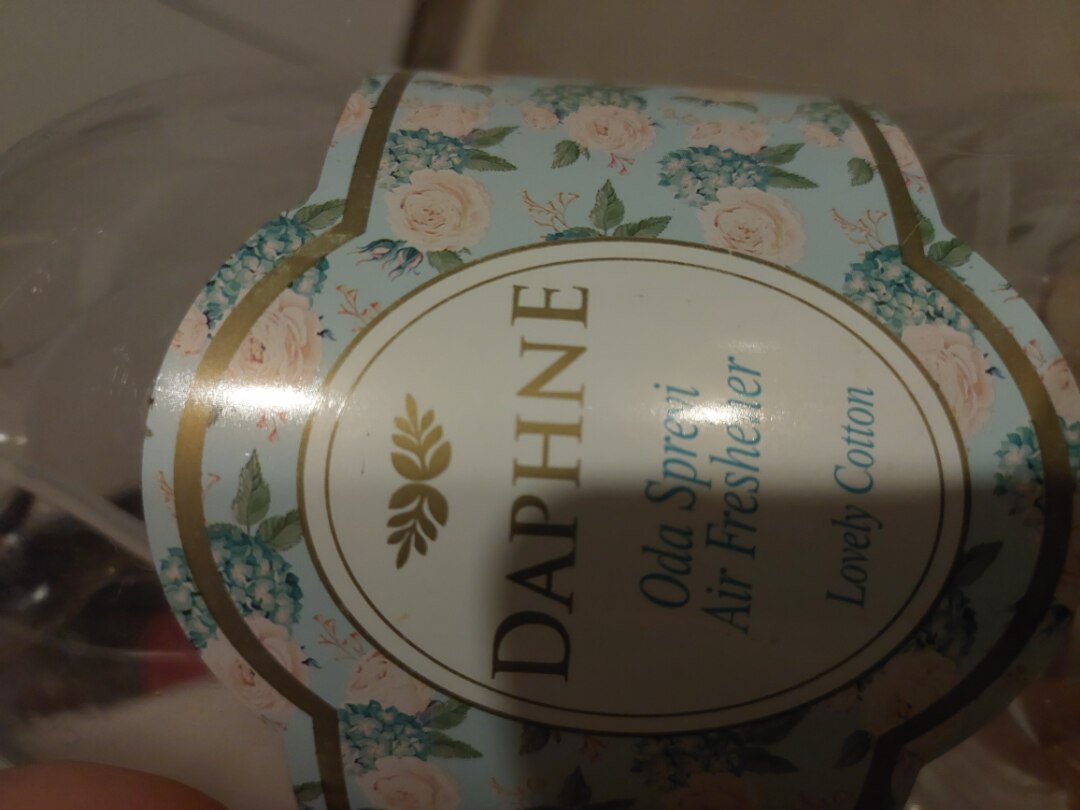 DAPHNE
Oda Spreyi
Air Freshener
Lovely Cotton